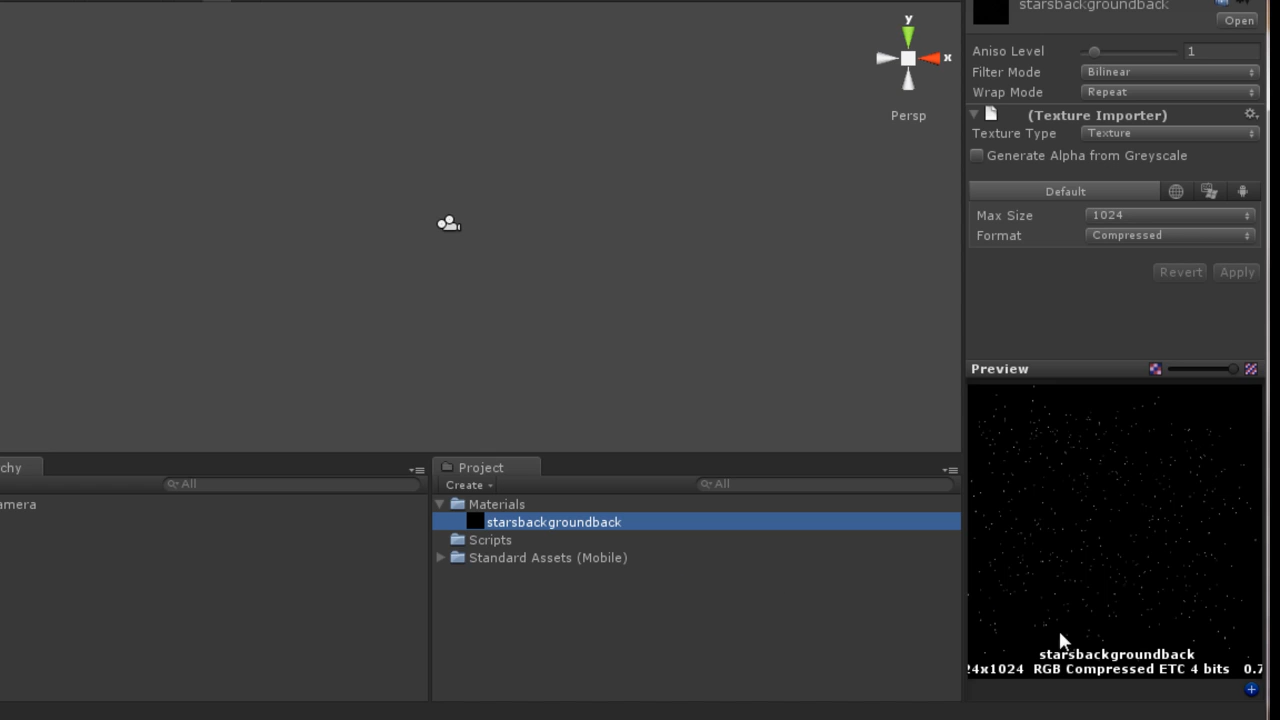 starsbackgroundback
Open
Aniso Level 1
Filter Mode Bilinear
Wrap Mode Repeat
(Texture Importer)
Texture Type Texture
Generate Alpha from Greyscale
Default
Max Size 1024
Format Compressed
Revert Apply
y
x
Persp
Preview
starsbackgroundback
24x1024 RGB Compressed ETC 4 bits 0.7
chy
All
amera
Project
Create All
Materials
starsbackgroundback
Scripts
Standard Assets (Mobile)